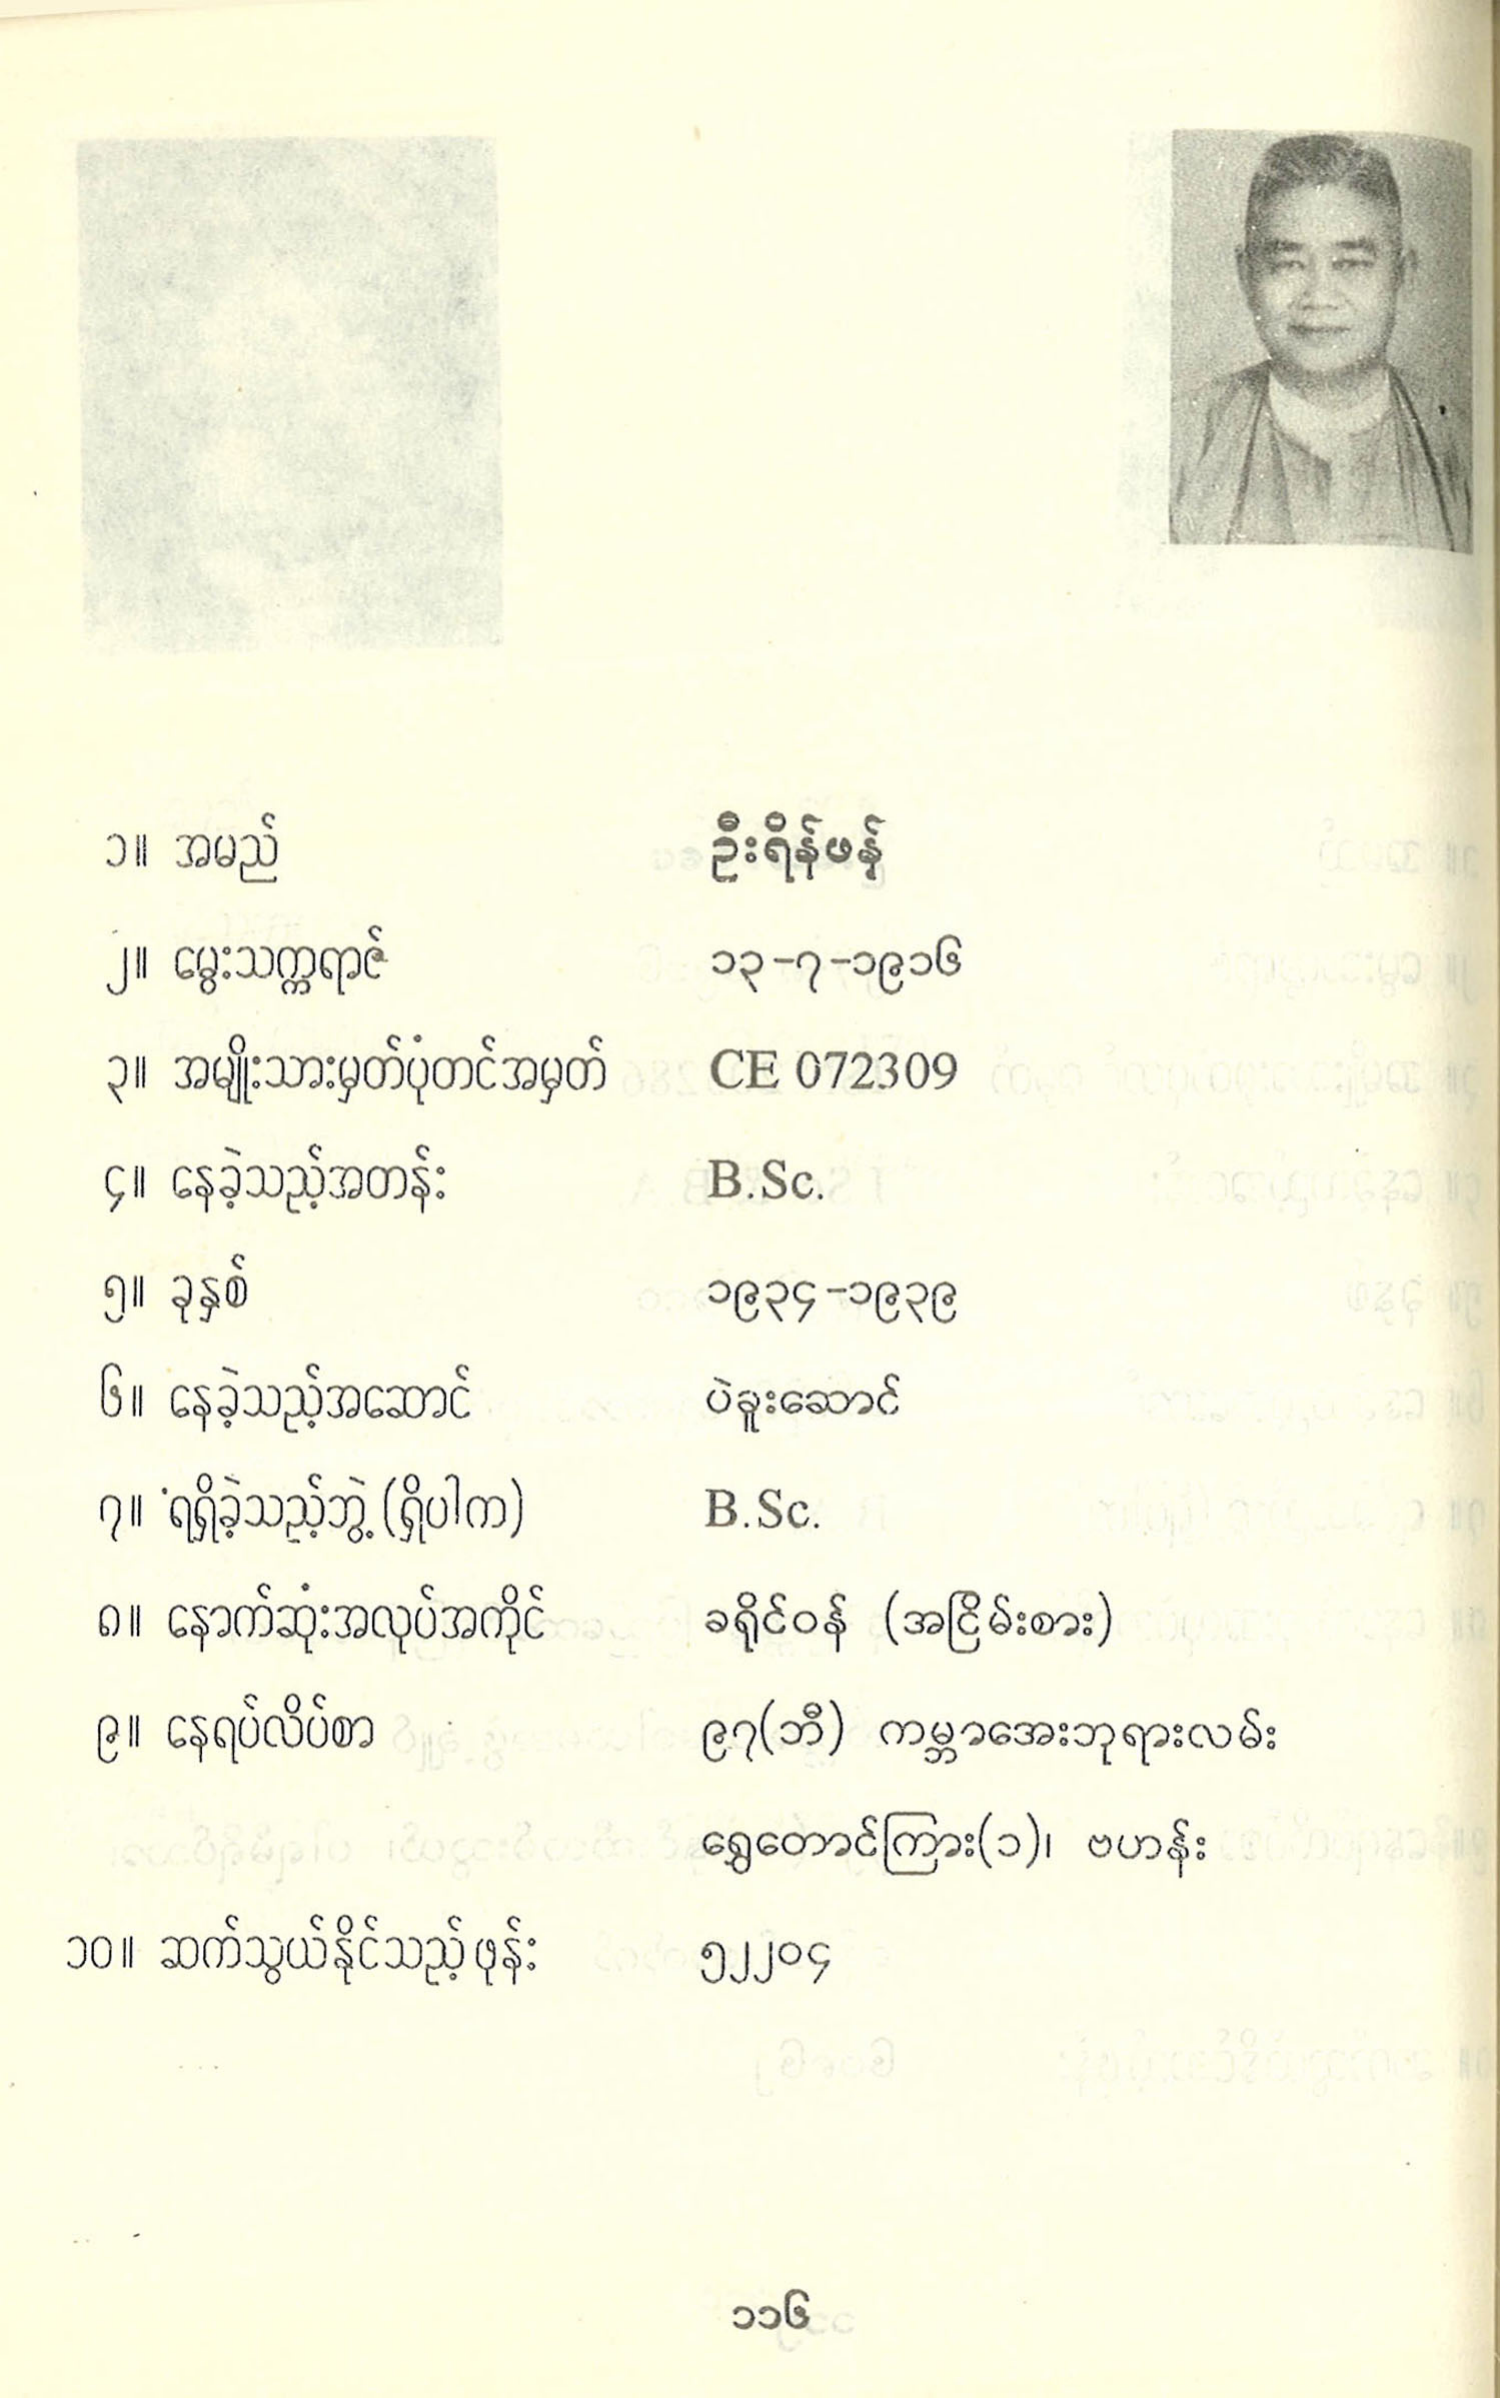 ၁။ အမည် ဦးရိန်ဖန့်
၂။ မွေးသက္ကရာဇ် ၁၃-၇-၁၉၁၆
၃။ အမျိုးသားမှတ်ပုံတင်အမှတ် CE 072309
၄။ နေခဲ့သည့်အတန်း B.Sc.
၅။ ခုနှစ် ၁၉၃၄-၁၉၃၉
၆။ နေခဲ့သည့်အဆောင် ပဲခူးဆောင်
၇။ ရရှိခဲ့သည့်ဘွဲ့ (ရှိပါက) B.Sc.
၈။ နောက်ဆုံးအလုပ်အကိုင် ခရိုင်ဝန် (အငြိမ်းစား)
၉။ နေရပ်လိပ်စာ ၉၇(ဘီ) ကမ္ဘာအေးဘုရားလမ်း
ရွှေတောင်ကြား(၁)၊ ဗဟန်း
၁၀။ ဆက်သွယ်နိုင်သည့်ဖုန်း ၅၂၂၀၄
၁၁၆